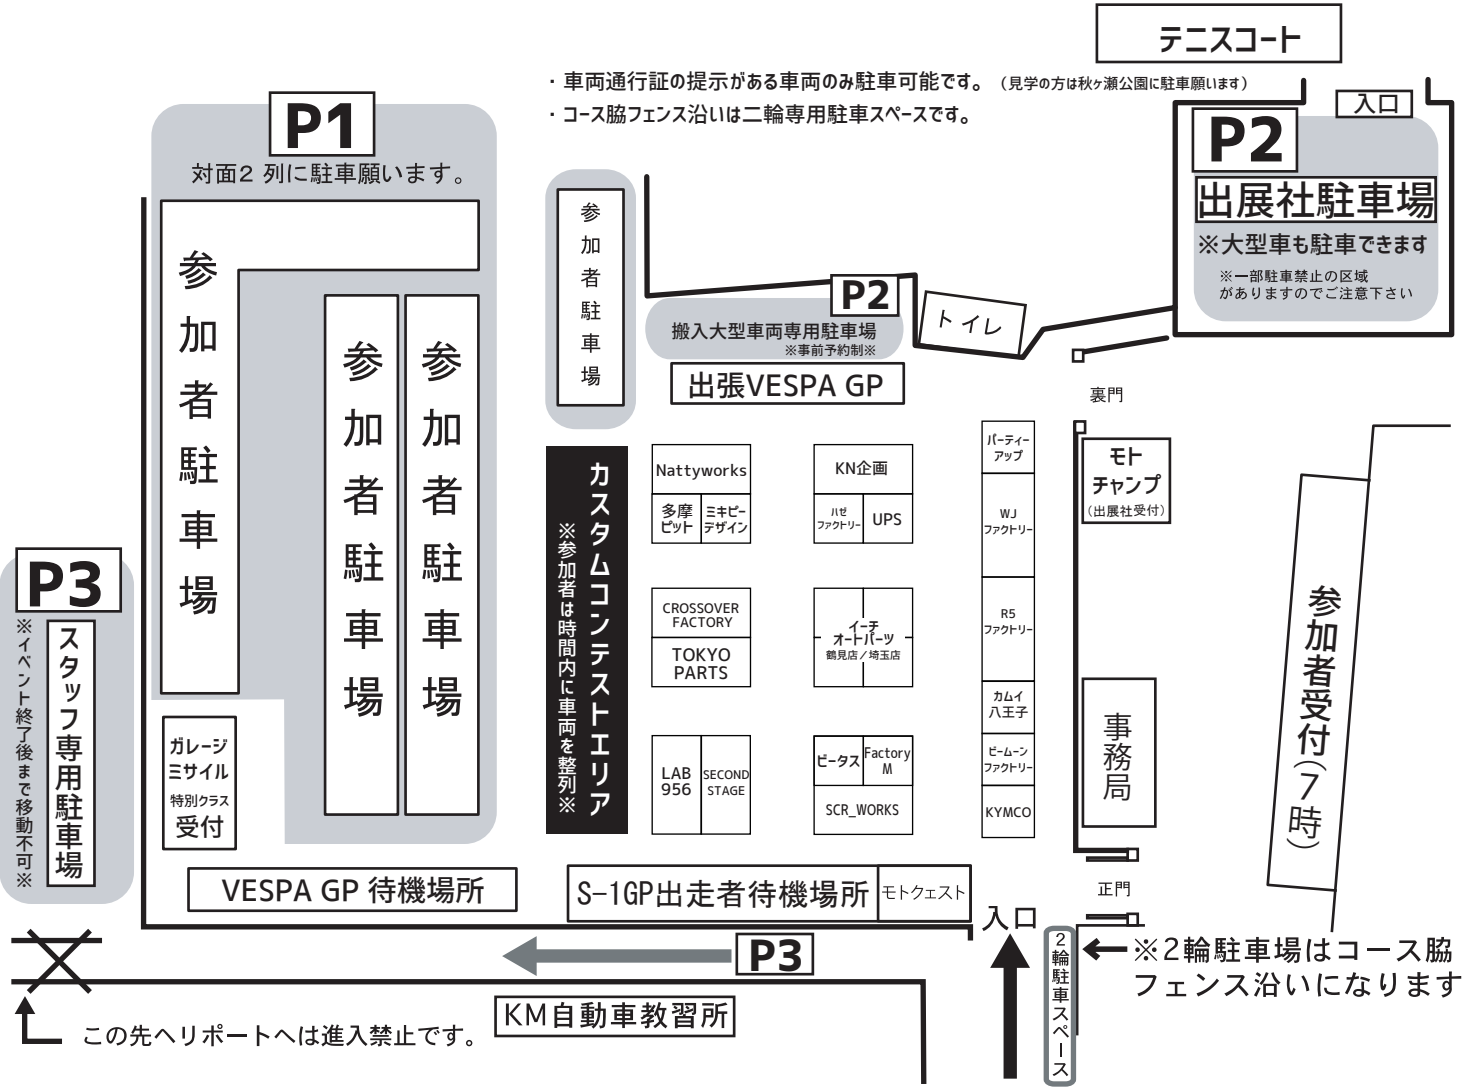 テニスコート
・車両通行証の提示がある車両のみ駐車可能です。（見学の方は秋ヶ瀬公園に駐車願います）
・コース脇フェンス沿いは二輪専用駐車スペースです。
P1
対面2 列に駐車願います。
参加者駐車場
参加者駐車場
参加者駐車場
参加者駐車場
入口
P2
出展社駐車場
※大型車も駐車できます
※一部駐車禁止の区域
がありますのでご注意下さい
P2
搬入大型車両専用駐車場
※事前予約制※
トイレ
出張VESPA GP
裏門
カスタムコンテストエリア
※参加者は時間内に車両を整列※
Nattyworks
多摩
ピット
ミキピー
デザイン
KN企画
ハゼ
ファクトリー
UPS
パーティー
アップ
WJ
ファクトリー
R5
ファクトリー
カムイ
八王子
ビームーン
ファクトリー
KYMCO
モト
チャンプ
（出展社受付）
CROSSOVER
FACTORY
TOKYO
PARTS
イーチ
オートパーツ
鶴見店／埼玉店
LAB
956
SECOND
STAGE
ビータス
Factory
M
SCR_WORKS
事務局
参加者受付（7時）
P3
スタッフ専用駐車場
※イベント終了後まで移動不可※
ガレージ
ミサイル
特別クラス
受付
VESPA GP 待機場所
S-1GP出走者待機場所
モトクェスト
正門
入口
P3
2輪駐車スペース
※2輪駐車場はコース脇
フェンス沿いになります
KM自動車教習所
この先ヘリポートへは進入禁止です。